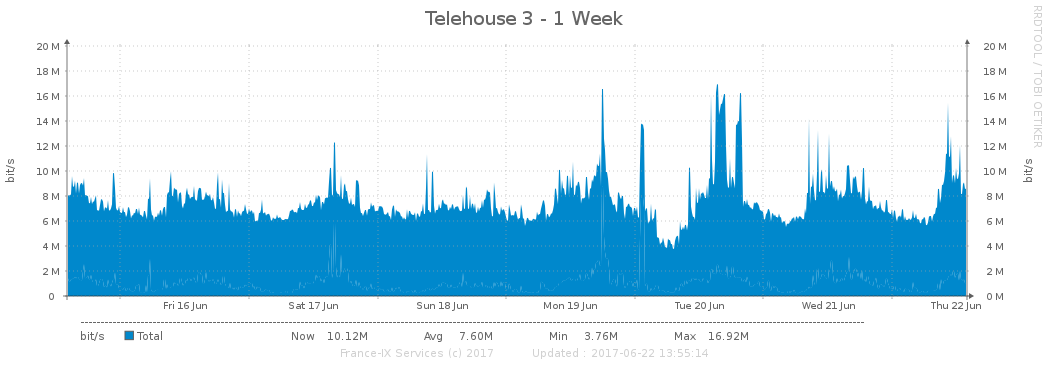 Telehouse 3 - 1 Week
RRDTOOL / TOBI OETIKER
20 M 20 M
18 M 18 M
16 M 16 M
14 M 14 M
12 M 12 M
10 M 10 M
8 M 8 M
6 M 6 M
4 M 4 M
2 M 2 M
0 0 M
bit/s
bit/s
Fri 16 Jun Sat 17 Jun Sun 18 Jun Mon 19 Jun Tue 20 Jun Wed 21 Jun Thu 22 Jun
bit/s Total Now 10.12M Avg 7.60M Min 3.76M Max 16.92M
France-IX Services (c) 2017 Updated : 2017-06-22 13:55:14